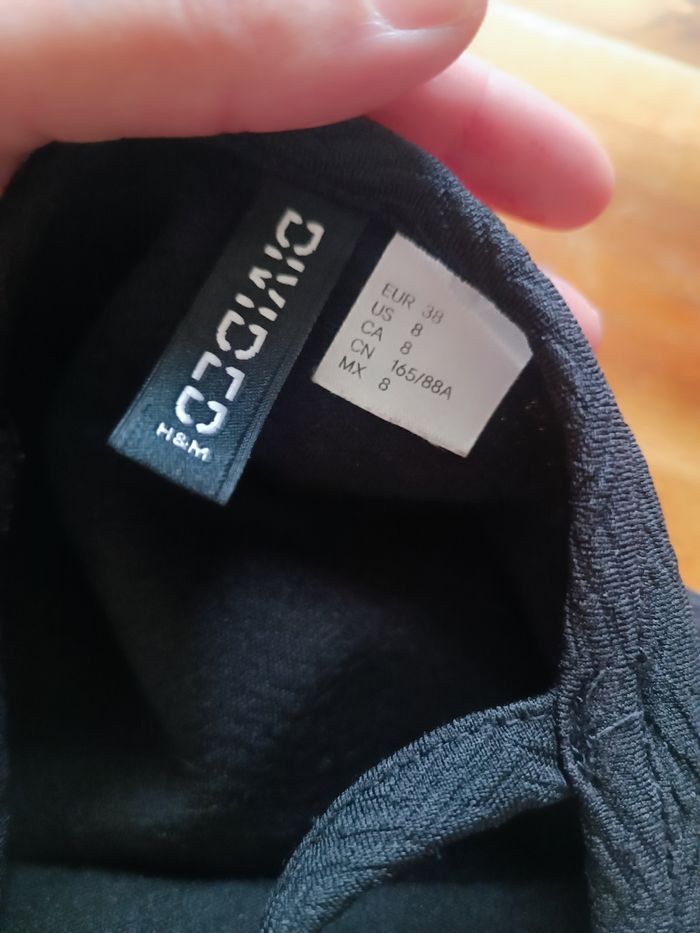 DIVIDED
H&M
EUR 38
US 8
CA 8
CN 165/88A
MX 8